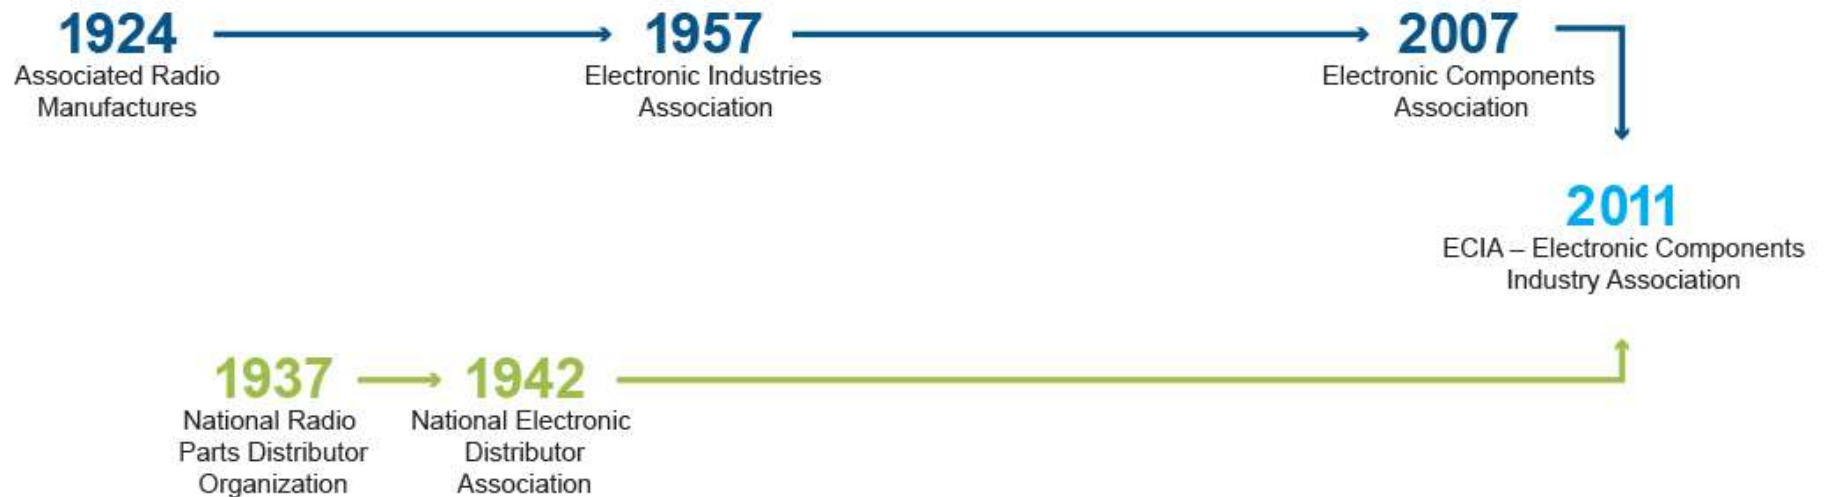 1924
Associated Radio
Manufactures
1957
Electronic Industries
Association
2007
Electronic Components
Association
2011
ECIA – Electronic Components
Industry Association
1937
National Radio
Parts Distributor
Organization
1942
National Electronic
Distributor
Association